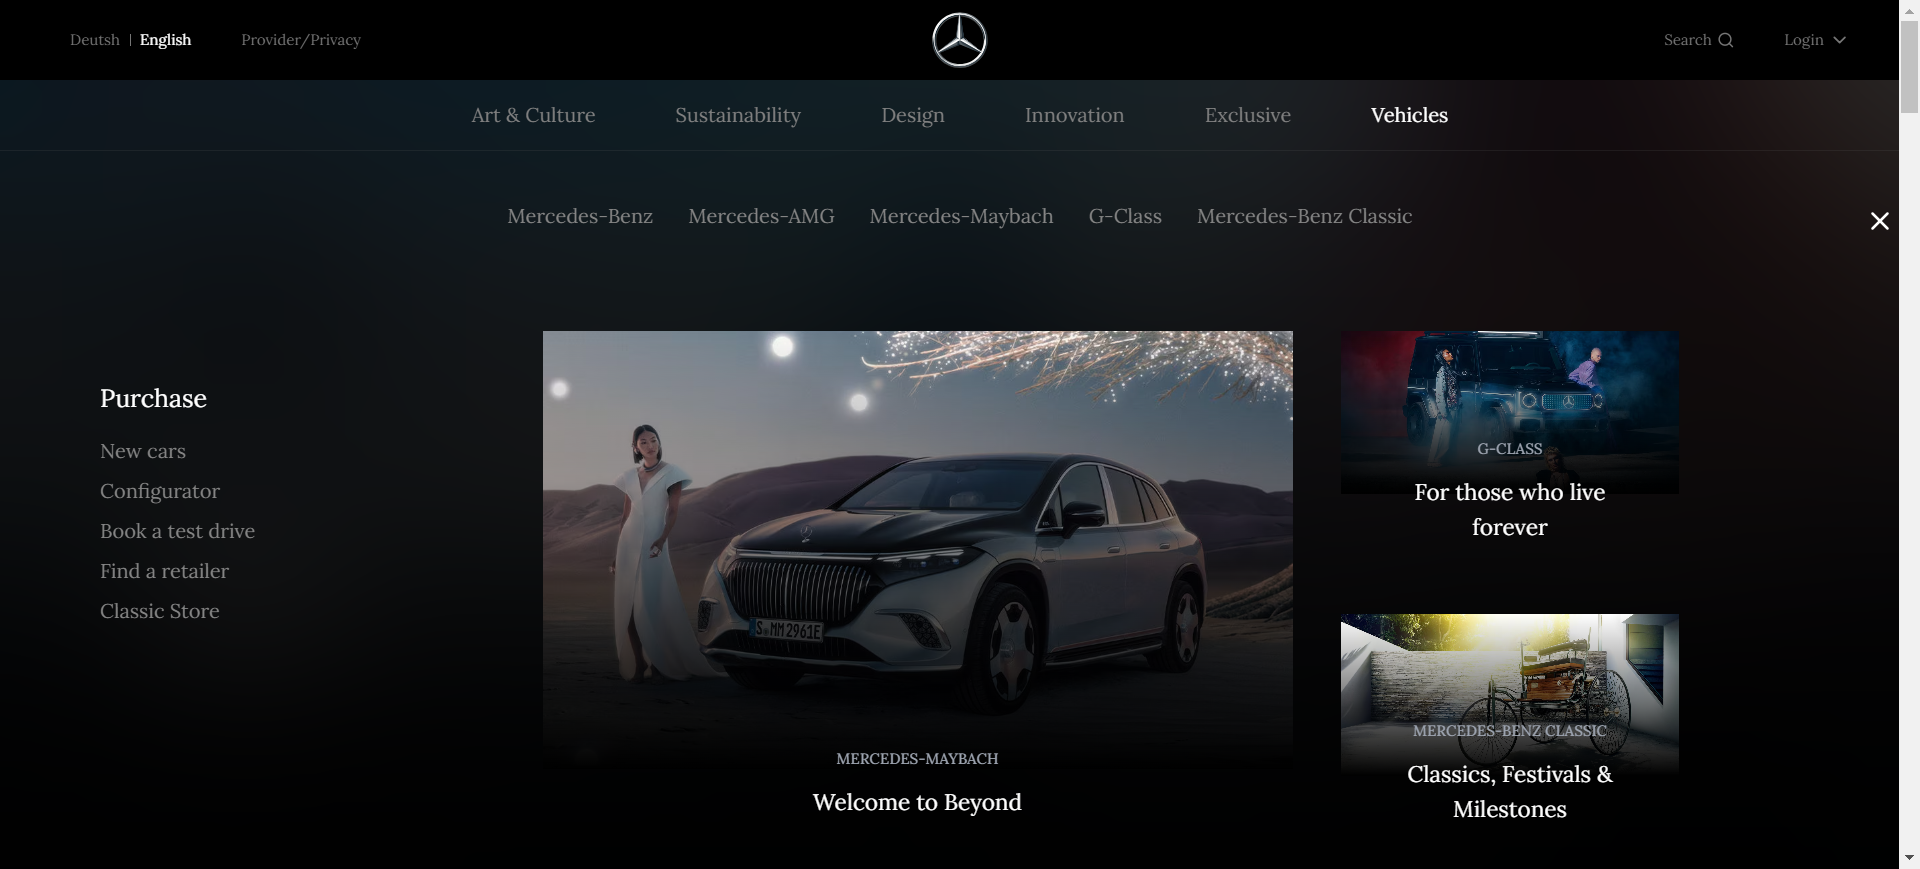 Deutsh | English
Provider/Privacy
Search
Login
Art & Culture
Sustainability
Design
Innovation
Exclusive
Vehicles
Mercedes-Benz
Mercedes-AMG
Mercedes-Maybach
G-Class
Mercedes-Benz Classic
Purchase
New cars
Configurator
Book a test drive
Find a retailer
Classic Store
S MM 2961E
MERCEDES-MAYBACH
Welcome to Beyond
G-CLASS
For those who live
forever
MERCEDES-BENZ CLASSIC
Classics, Festivals &
Milestones